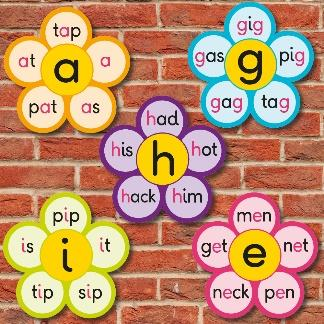 tap
at a
a
pat as
gig
gas pig
g
gag tag
had
his hot
h
hack him
pip
is it
i
tip sip
men
get net
e
neck pen